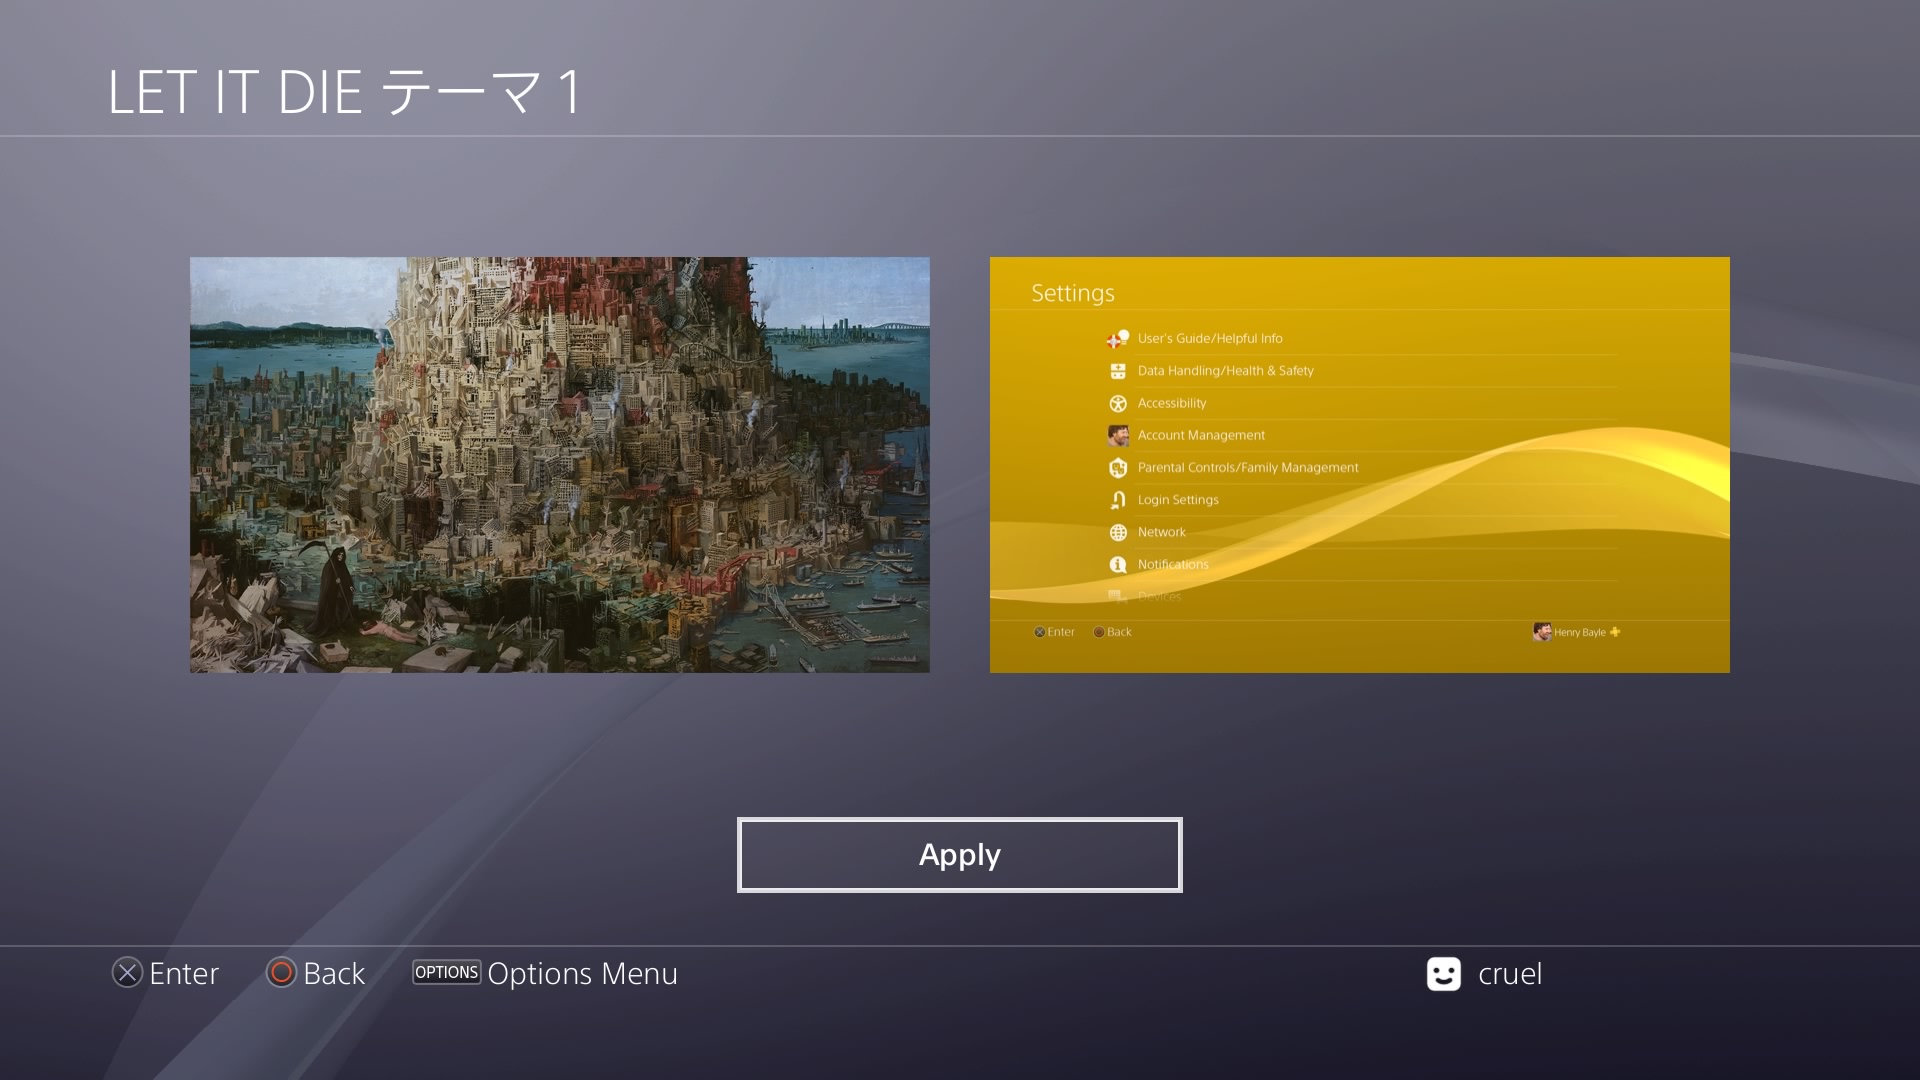 LET IT DIE テーマ1
Settings
User's Guide/Helpful Info
Data Handling/Health & Safety
Accessibility
Account Management
Parental Controls/Family Management
Login Settings
Network
Notifications
Devices
Enter Back Henry Bayle
Apply
Enter Back OPTIONS Options Menu cruel